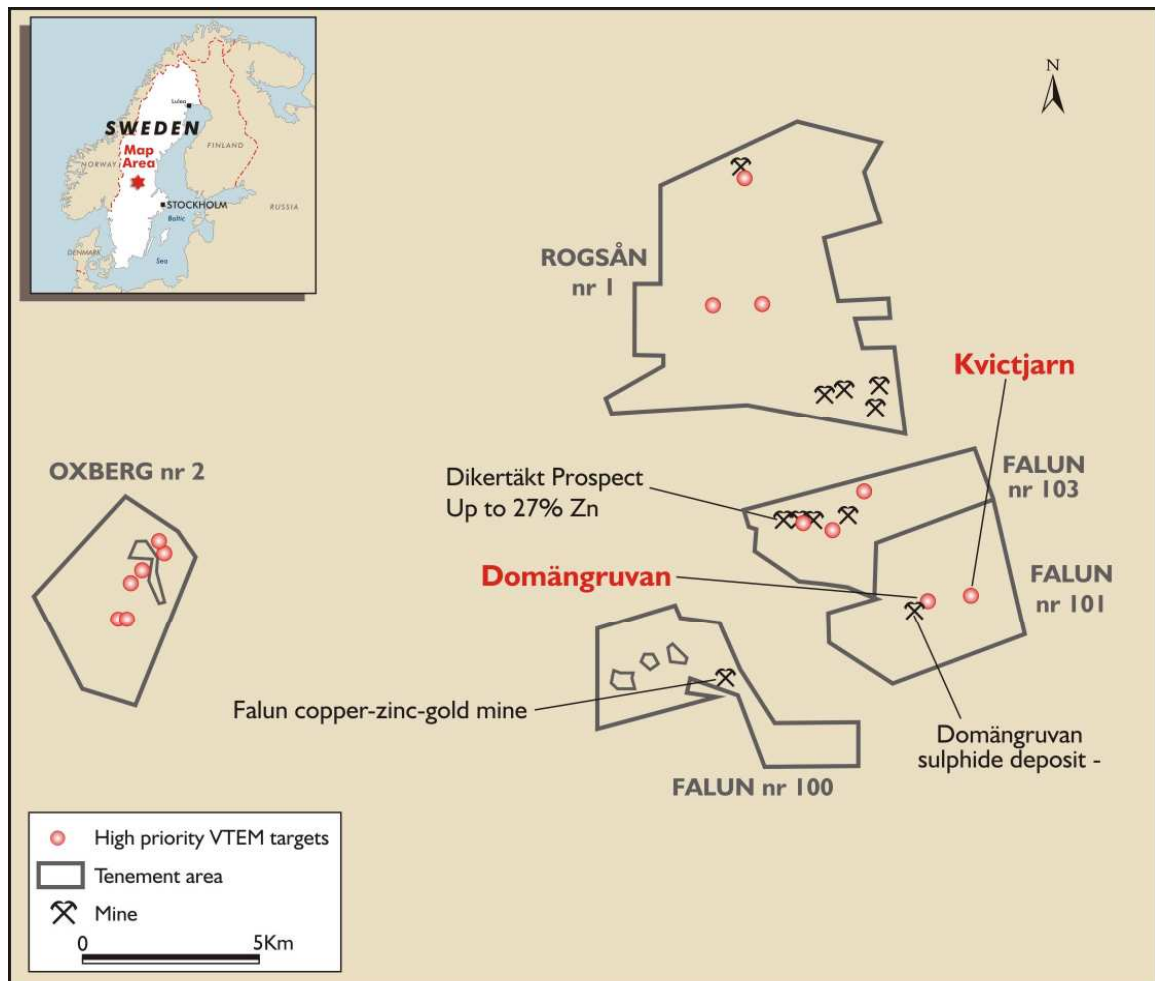 Lulea
SWEDEN
FINLAND
NORWAY
Map
Area
STOCKHOLM
RUSSIA
Baltic
DENMARK
Sea
N
ROGSÅN
nr 1
Kvictjarn
OXBERG nr 2
Dikertäkt Prospect
Up to 27% Zn
FALUN
nr 103
Domängruvan
FALUN
nr 101
Falun copper-zinc-gold mine
Domängruvan
sulphide deposit -
FALUN nr 100
High priority VTEM targets
Tenement area
Mine
0
5Km